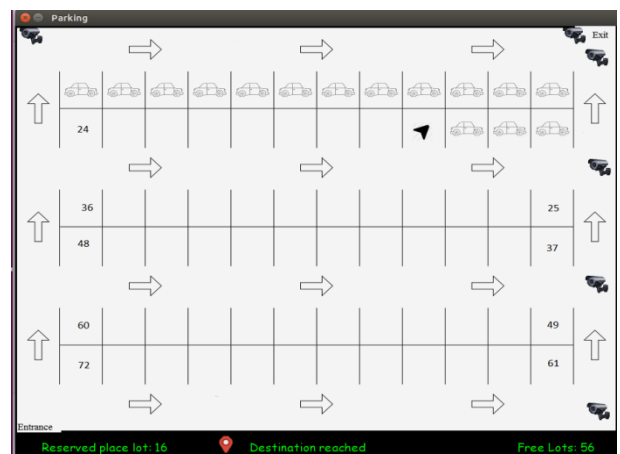 Parking
Exit
24
36
25
48
37
60
49
72
61
Entrance
Reserved place lot: 16
Destination reached
Free Lots: 56